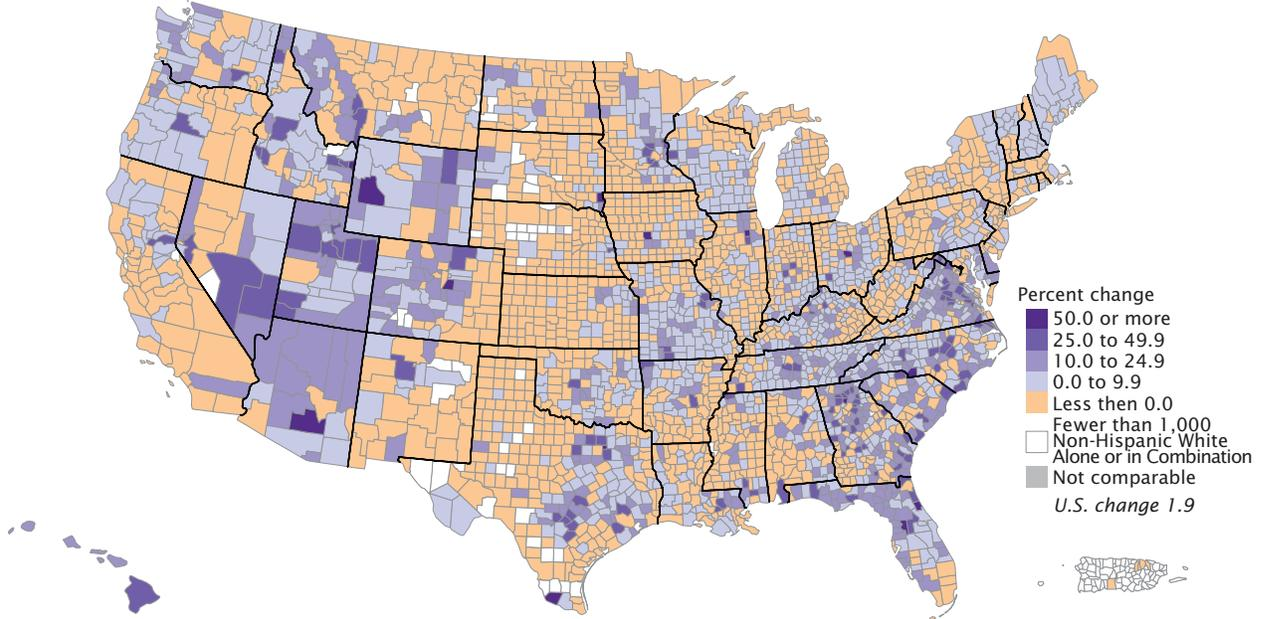 Percent change
50.0 or more
25.0 to 49.9
10.0 to 24.9
0.0 to 9.9
Less then 0.0
Fewer than 1,000
Non-Hispanic White
Alone or in Combination
Not comparable
U.S. change 1.9